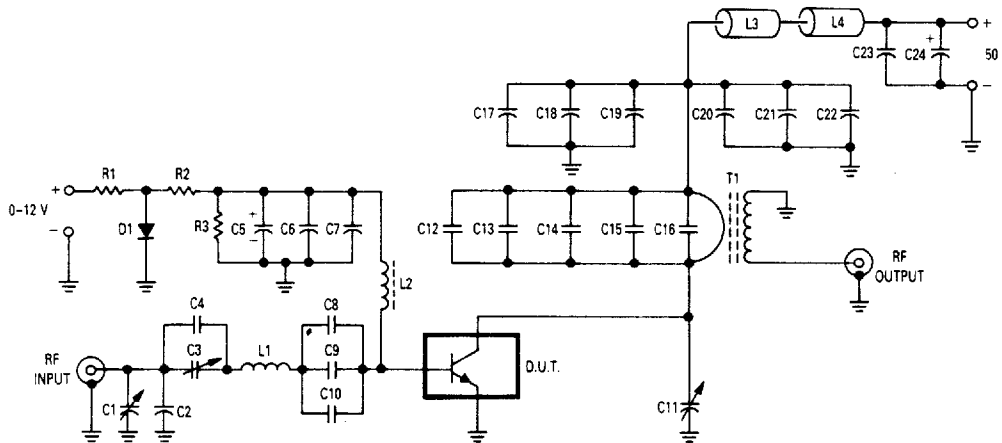 L3
L4
+
C23
+
C24
50
−
C17
C18
C19
C20
C21
C22
+
0–12 V
−
R1
R2
D1
R3
+
C5
−
C6
C7
L2
C12
C13
C14
C15
C16
T1
RF
OUTPUT
C4
C3
L1
C8
C9
C10
RF
INPUT
C1
C2
D.U.T.
C11